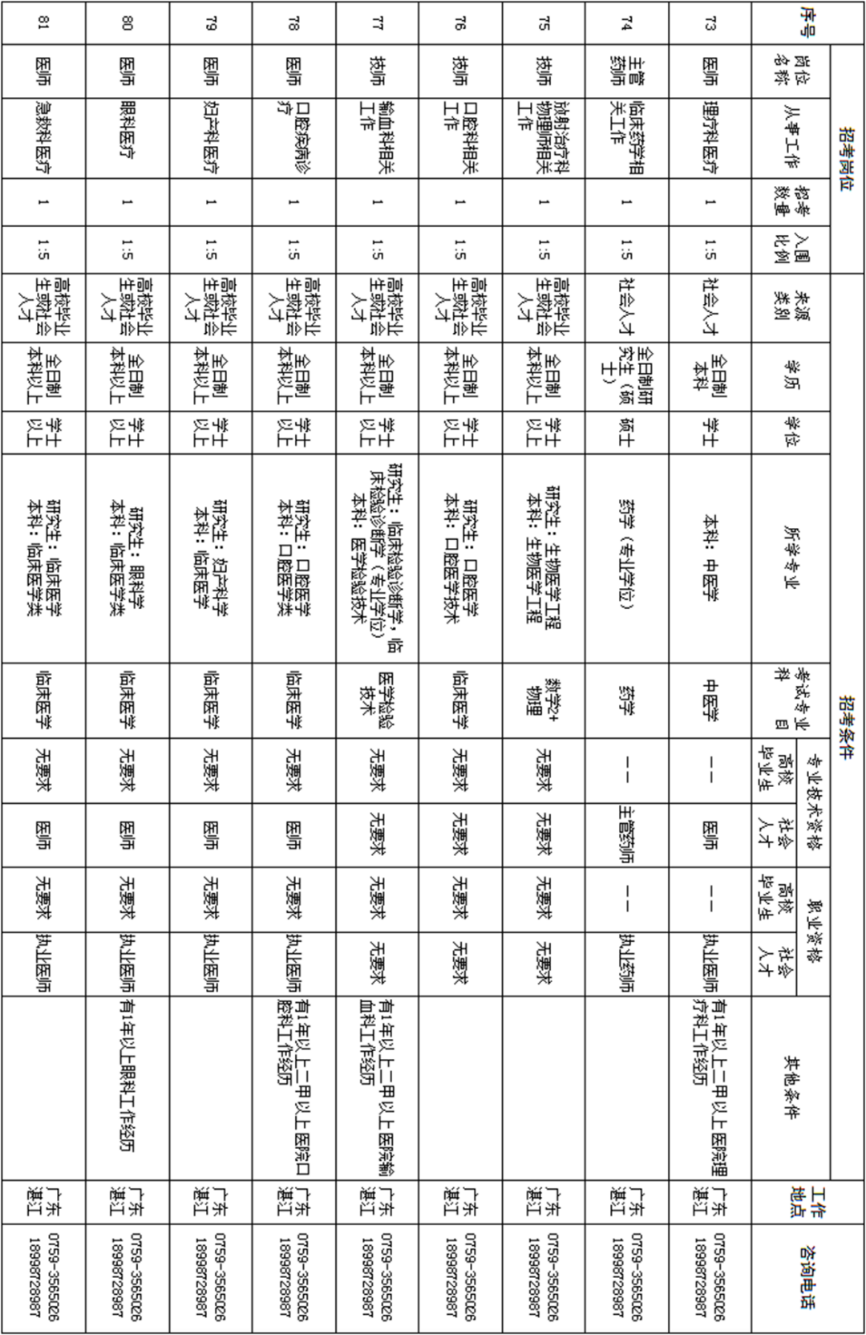 序号
招考岗位
招考条件
工作
地点
咨询电话
岗位
名称
从事工作
招考
数量
入围
比例
来源
类别
学历
学位
所学专业
考试专业
科目
专业技术资格
职业资格
其他条件
高校
毕业生
社会
人才
高校
毕业生
社会
人才
73
医师
理疗科医疗
1
1:5
社会人才
全日制
本科
学士
本科：中医学
中医学
——
医师
——
执业医师
有1年以上二甲以上医院理
疗科工作经历
广东
湛江
0759-3565026
18998728987
74
主管
药师
临床药学相
关工作
1
1:5
社会人才
全日制研
究生（硕
士）
硕士
药学（专业学位）
药学
——
主管药师
——
执业药师
广东
湛江
0759-3565026
18998728987
75
技师
放射治疗科
物理师相关
工作
1
1:5
高校毕业
生或社会
人才
全日制
本科以上
学士
以上
研究生：生物医学工程
本科：生物医学工程
数学2+
物理
无要求
无要求
无要求
无要求
广东
湛江
0759-3565026
18998728987
76
技师
口腔科相关
工作
1
1:5
高校毕业
生或社会
人才
全日制
本科以上
学士
以上
研究生：口腔医学
本科：口腔医学技术
临床医学
无要求
无要求
无要求
无要求
广东
湛江
0759-3565026
18998728987
77
技师
输血科相关
工作
1
1:5
高校毕业
生或社会
人才
全日制
本科以上
学士
以上
研究生：临床检验诊断学，临
床检验诊断学（专业学位）
本科：医学检验技术
医学检验
技术
无要求
无要求
无要求
无要求
有1年以上二甲以上医院输
血科工作经历
广东
湛江
0759-3565026
18998728987
78
医师
口腔疾病诊
疗
1
1:5
高校毕业
生或社会
人才
全日制
本科以上
学士
以上
研究生：口腔医学
本科：口腔医学类
临床医学
无要求
医师
无要求
执业医师
有1年以上二甲以上医院口
腔科工作经历
广东
湛江
0759-3565026
18998728987
79
医师
妇产科医疗
1
1:5
高校毕业
生或社会
人才
全日制
本科以上
学士
以上
研究生：妇产科学
本科：临床医学
临床医学
无要求
医师
无要求
执业医师
广东
湛江
0759-3565026
18998728987
80
医师
眼科医疗
1
1:5
高校毕业
生或社会
人才
全日制
本科以上
学士
以上
研究生：眼科学
本科：临床医学类
临床医学
无要求
医师
无要求
执业医师
有1年以上眼科工作经历
广东
湛江
0759-3565026
18998728987
81
医师
急救科医疗
1
1:5
高校毕业
生或社会
人才
全日制
本科以上
学士
以上
研究生：临床医学
本科：临床医学类
临床医学
无要求
医师
无要求
执业医师
广东
湛江
0759-3565026
18998728987